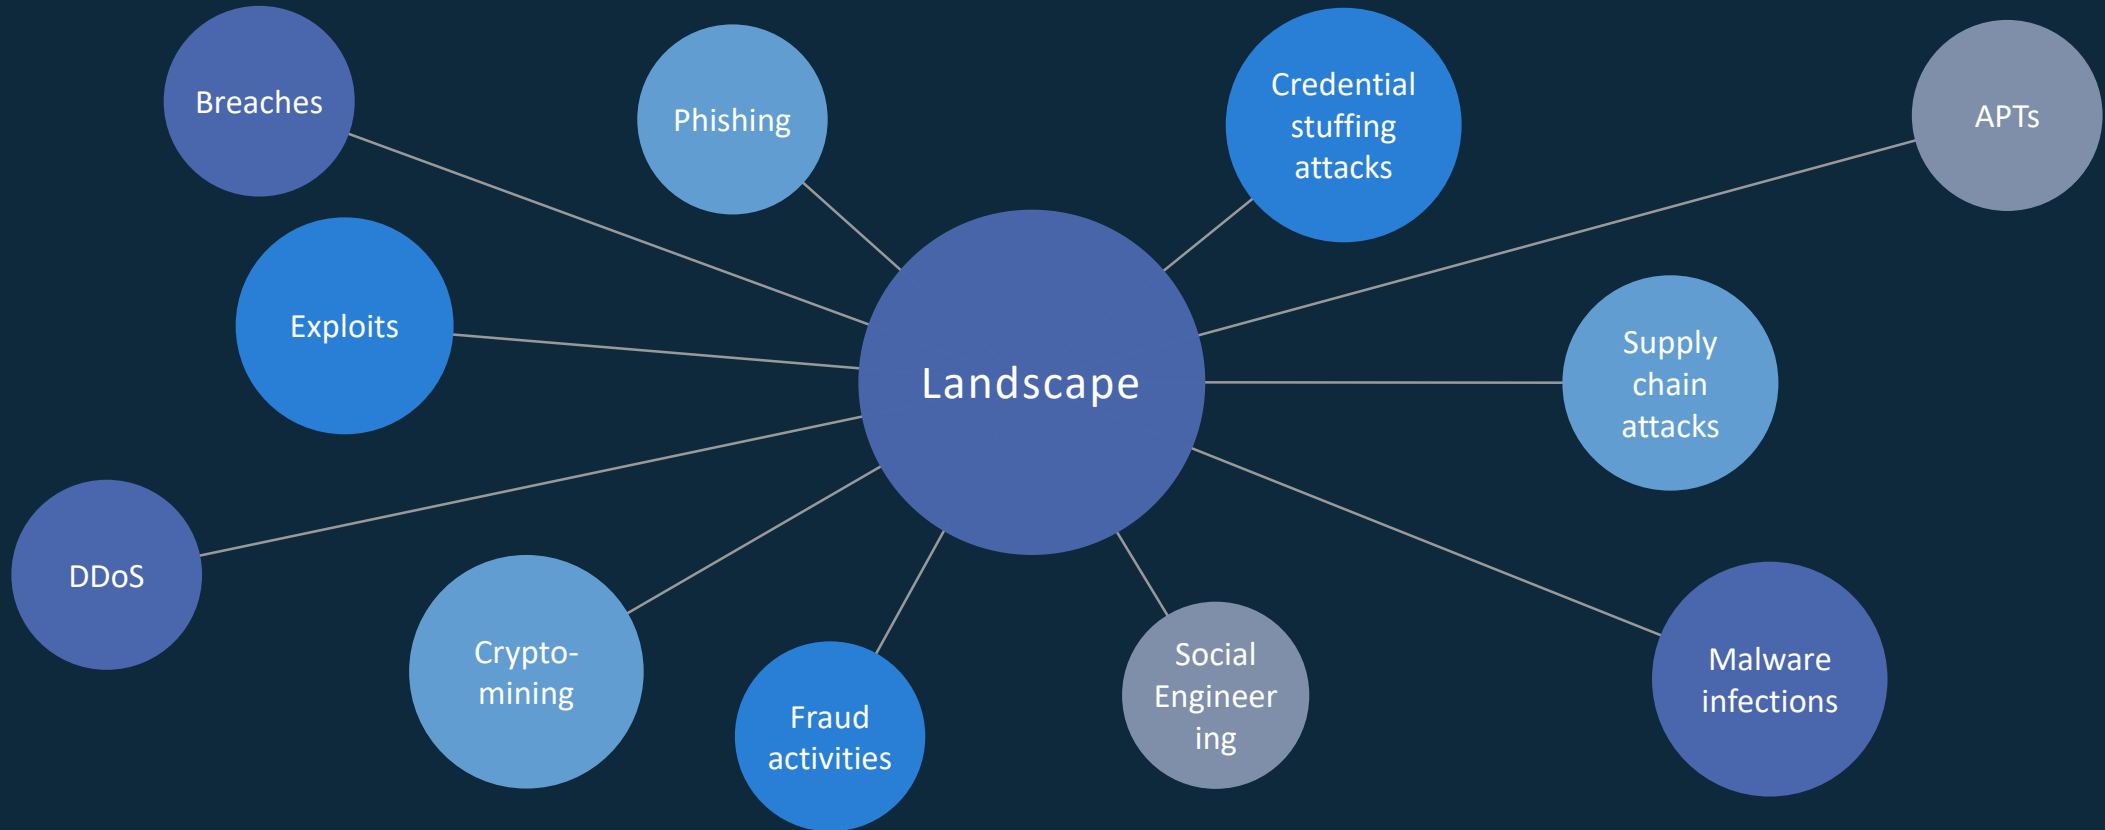 Breaches
Phishing
Credential
stuffing
attacks
APTs
Exploits
Landscape
Supply
chain
attacks
DDoS
Crypto-
mining
Fraud
activities
Social
Engineer
ing
Malware
infections